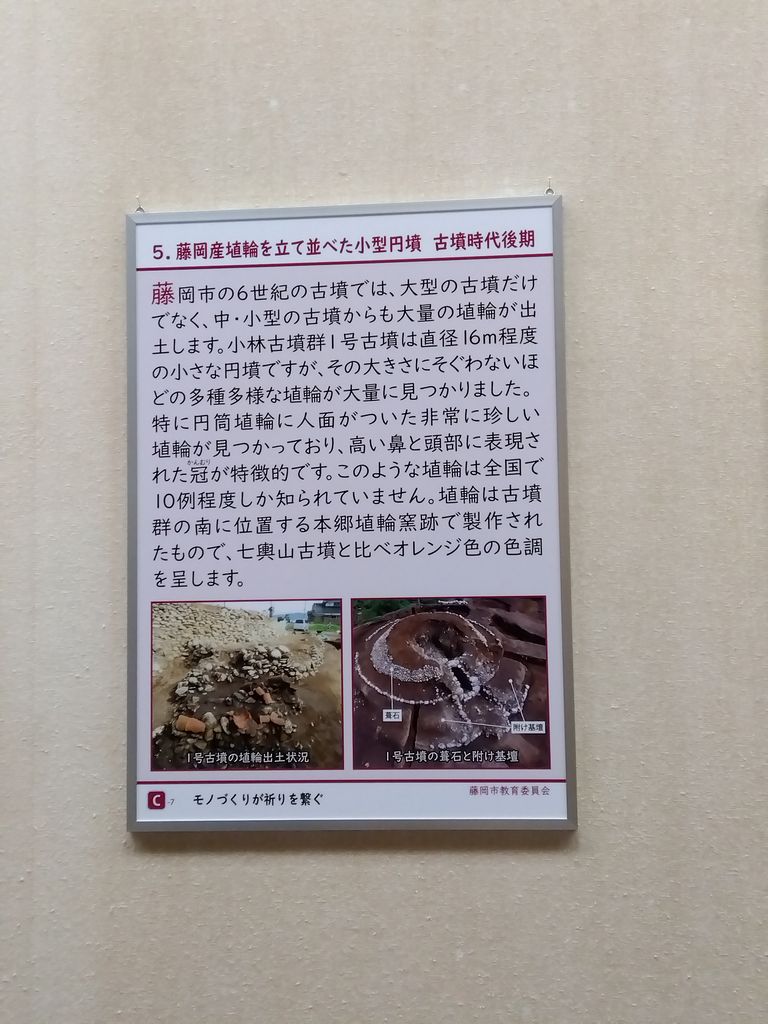 5. 藤岡産埴輪を立て並べた小型円墳 古墳時代後期
藤岡市の6世紀の古墳では、大型の古墳だけ
でなく、中・小型の古墳からも大量の埴輪が出
土します。小林古墳群1号古墳は直径16m程度
の小さな円墳ですが、その大きさにそぐわないほ
どの多種多様な埴輪が大量に見つかりました。
特に円筒埴輪に人面がついた非常に珍しい
埴輪が見つかっており、高い鼻と頭部に表現さ
かんむり
れた冠が特徴的です。このような埴輪は全国で
10例程度しか知られていません。埴輪は古墳
群の南に位置する本郷埴輪窯跡で製作され
たもので、七輿山古墳と比べオレンジ色の色調
を呈します。
1号古墳の埴輪出土状況
葺石
附け基壇
1号古墳の葺石と附け基壇
C-7 モノづくりが祈りを繋ぐ
藤岡市教育委員会